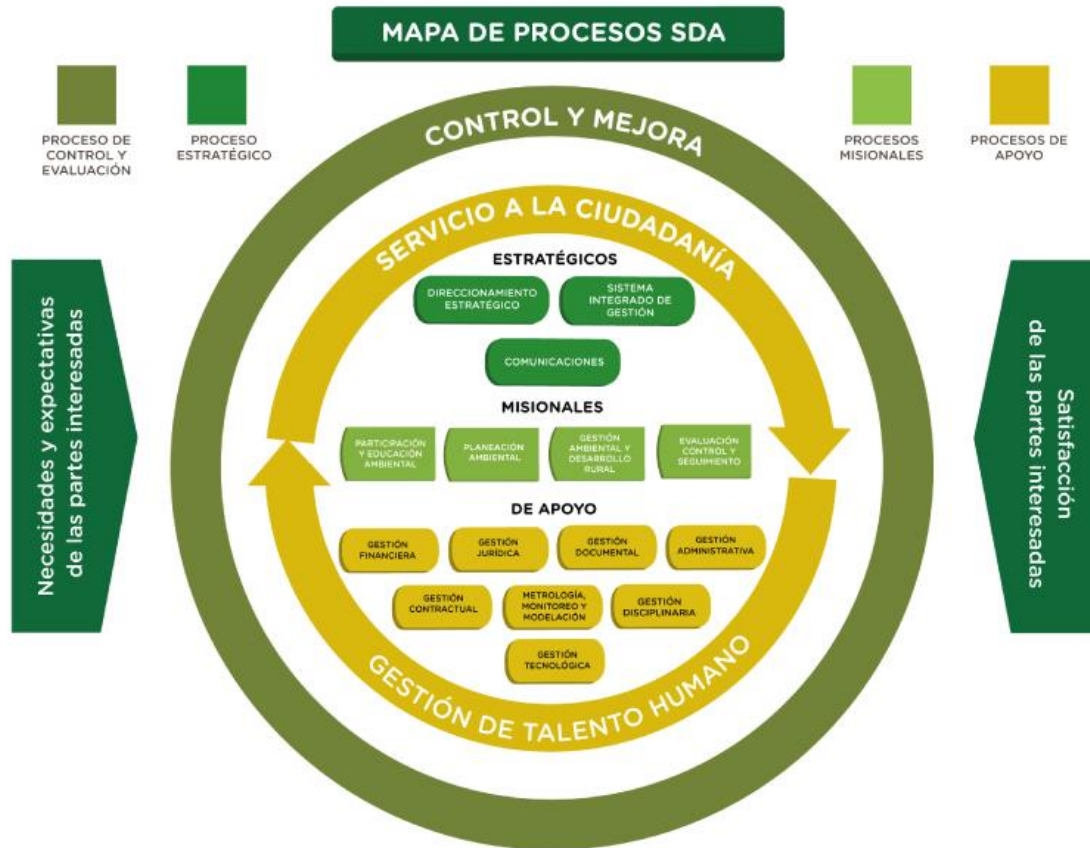 MAPA DE PROCESOS SDA
PROCESO DE
CONTROL Y
EVALUACIÓN
PROCESO
ESTRATÉGICO
PROCESOS
MISIONALES
PROCESOS DE
APOYO
CONTROL Y MEJORA
SERVICIO A LA CIUDADANÍA
Necesidades y expectativas
de las partes interesadas
ESTRATÉGICOS
DIRECCIONAMIENTO
ESTRATÉGICO
SISTEMA
INTEGRADO DE
GESTIÓN
COMUNICACIONES
MISIONALES
PARTICIPACIÓN
Y EDUCACIÓN
AMBIENTAL
PLANEACIÓN
AMBIENTAL
GESTIÓN
AMBIENTAL Y
DESARROLLO
RURAL
EVALUACIÓN
CONTROL Y
SEGUIMIENTO
DE APOYO
GESTIÓN
FINANCIERA
GESTIÓN
JURÍDICA
GESTIÓN
DOCUMENTAL
GESTIÓN
ADMINISTRATIVA
GESTIÓN
CONTRACTUAL
METROLOGÍA,
MONITOREO Y
MODELACIÓN
GESTIÓN
DISCIPLINARIA
GESTIÓN
TECNOLÓGICA
GESTIÓN DE TALENTO HUMANO
Satisfacción
de las partes interesadas